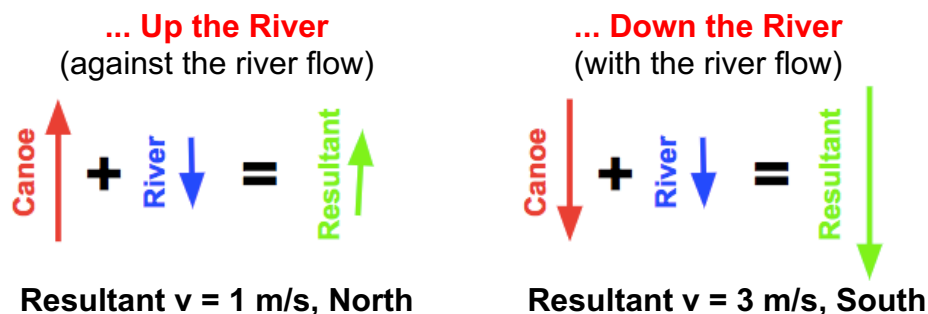 ... Up the River
(against the river flow)
Canoe
+
River
=
Resultant
Resultant v = 1 m/s, North
... Down the River
(with the river flow)
Canoe
+
River
=
Resultant
Resultant v = 3 m/s, South